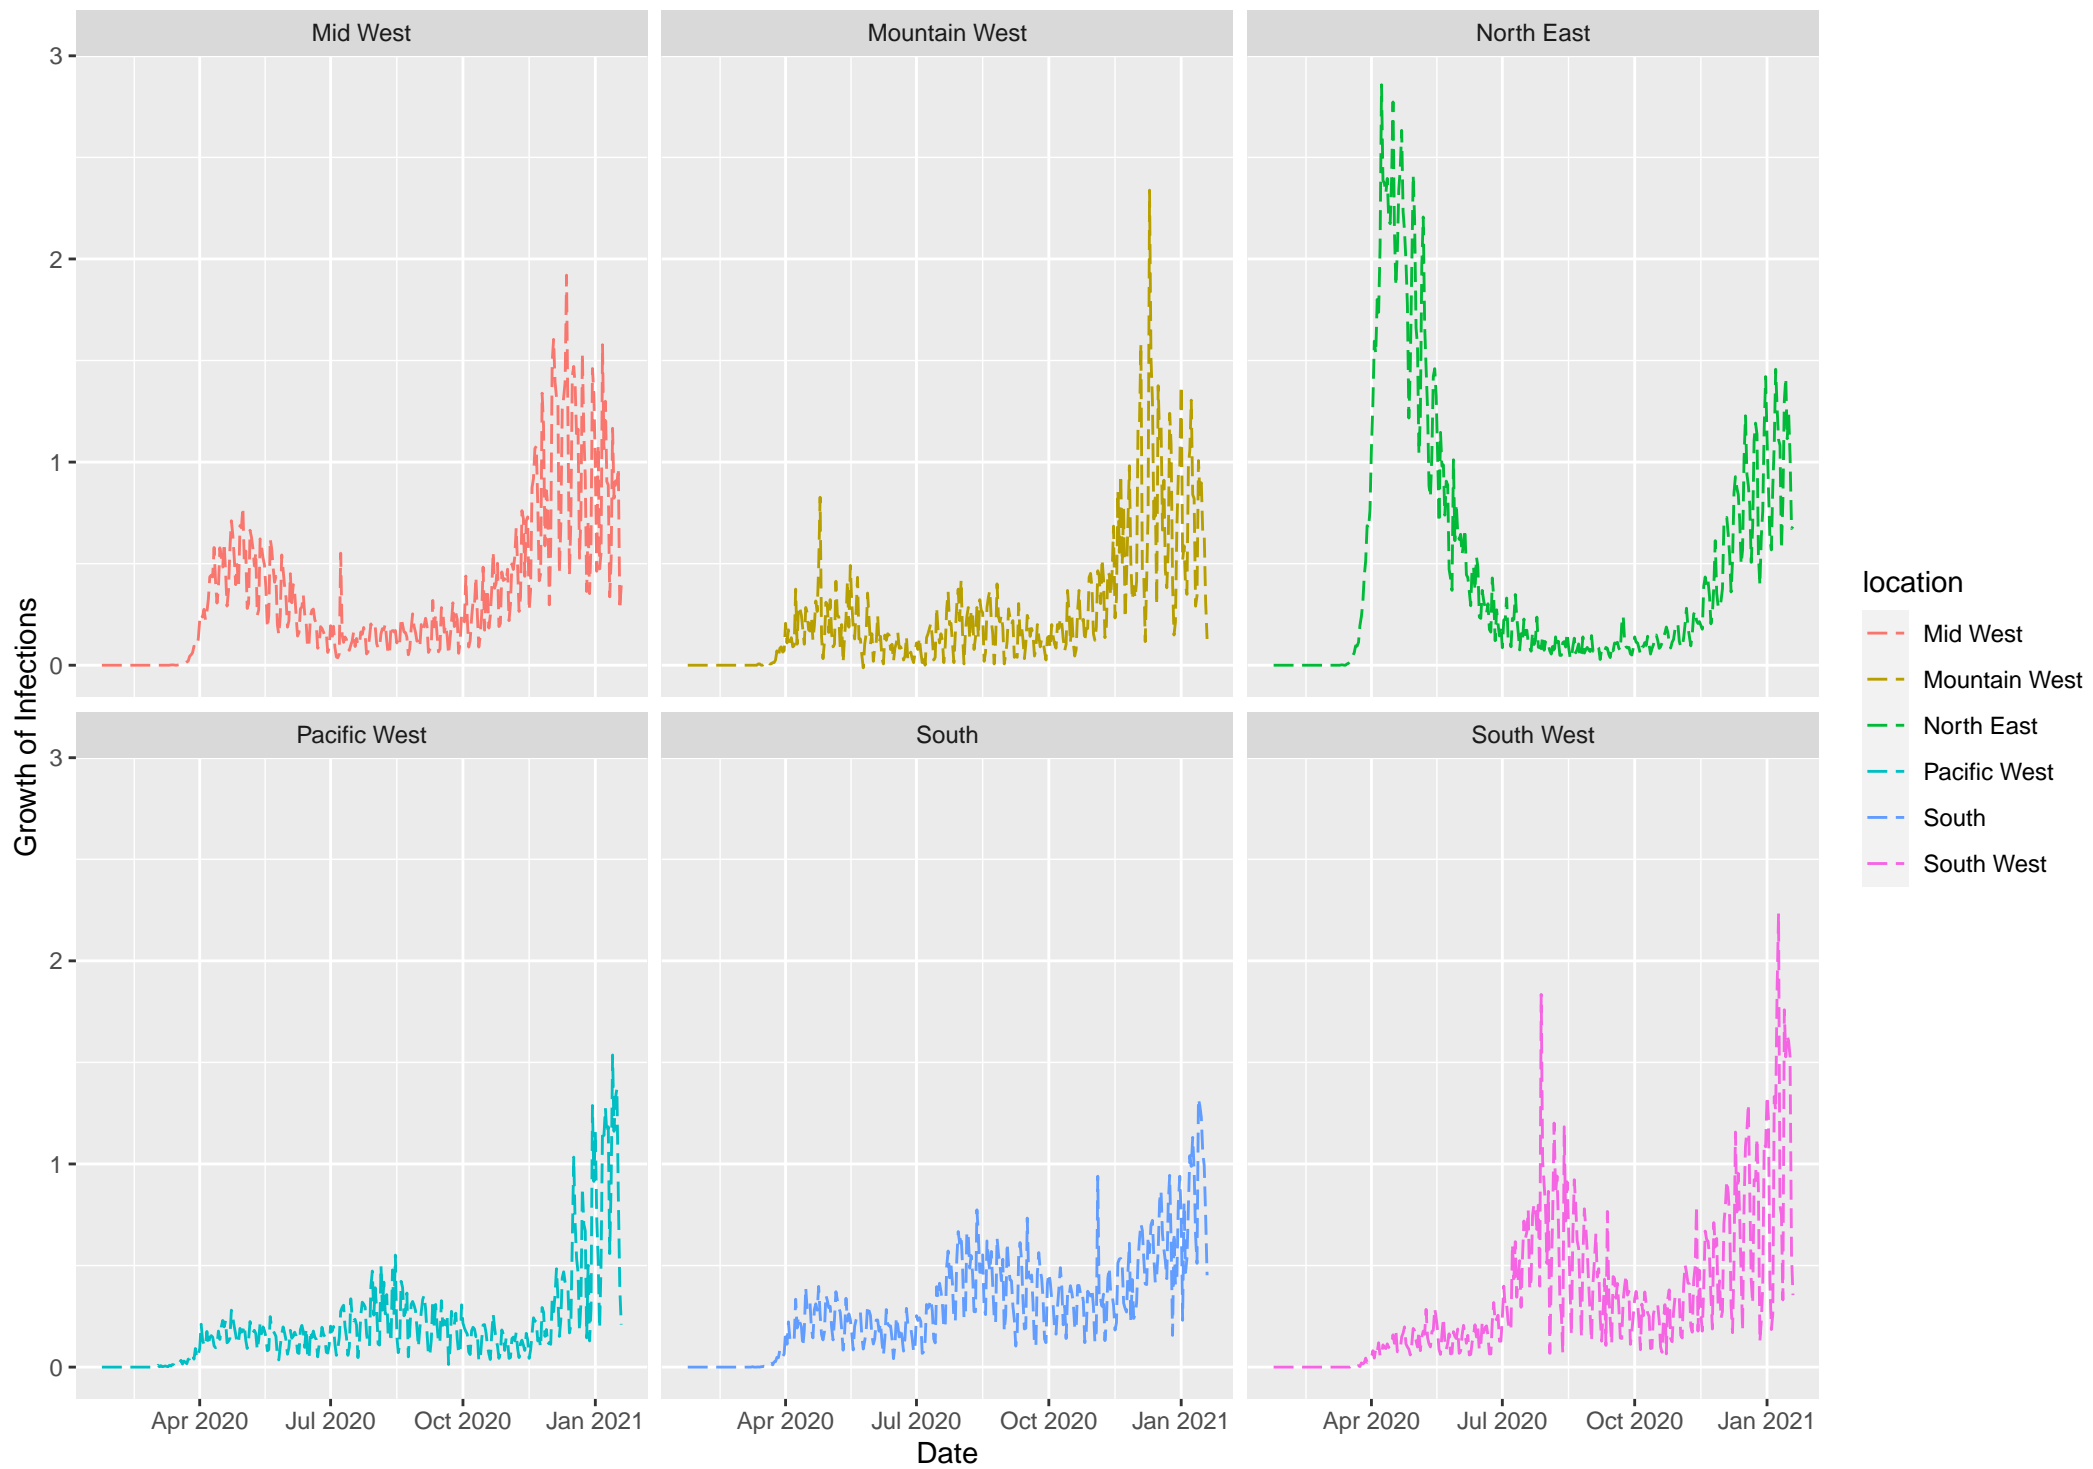 Mid West Mountain West North East
3
2
1
0
Growth of Infections
Pacific West South South West
3
2
1
0
Apr 2020 Jul 2020 Oct 2020 Jan 2021 Apr 2020 Jul 2020 Oct 2020 Jan 2021 Apr 2020 Jul 2020 Oct 2020 Jan 2021
Date
location
Mid West
Mountain West
North East
Pacific West
South
South West